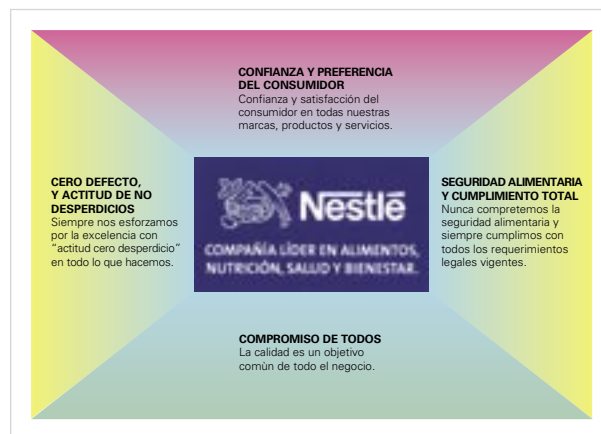 CONFIANZA Y PREFERENCIA
DEL CONSUMIDOR
Confianza y satisfacción del
consumidor en todas nuestras
marcas, productos y servicios.
CERO DEFECTO,
Y ACTITUD DE NO
DESPERDICIOS
Siempre nos esforzamos
por la excelencia con
“actitud cero desperdicio”
en todo lo que hacemos.
Nestlé
COMPAÑÍA LÍDER EN ALIMENTOS,
NUTRICIÓN, SALUD Y BIENESTAR.
SEGURIDAD ALIMENTARIA
Y CUMPLIMIENTO TOTAL
Nunca compretemos la
seguridad alimentaria y
siempre cumplimos con
todos los requerimientos
legales vigentes.
COMPROMISO DE TODOS
La calidad es un objetivo
comùn de todo el negocio.